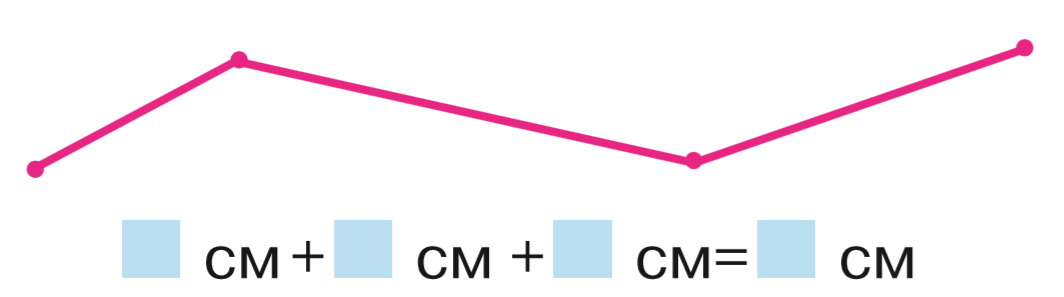 см + см + см = см